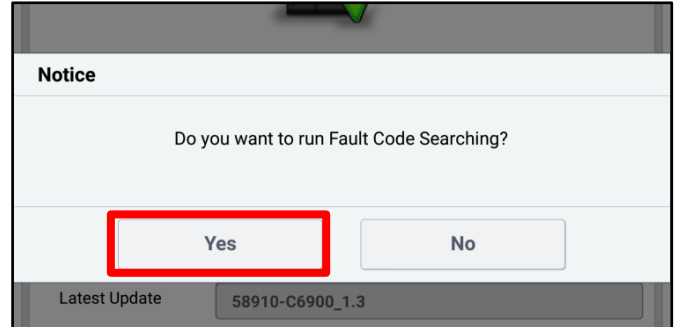 Notice
Do you want to run Fault Code Searching?
Yes No
Latest Update 58910-C6900_1.3